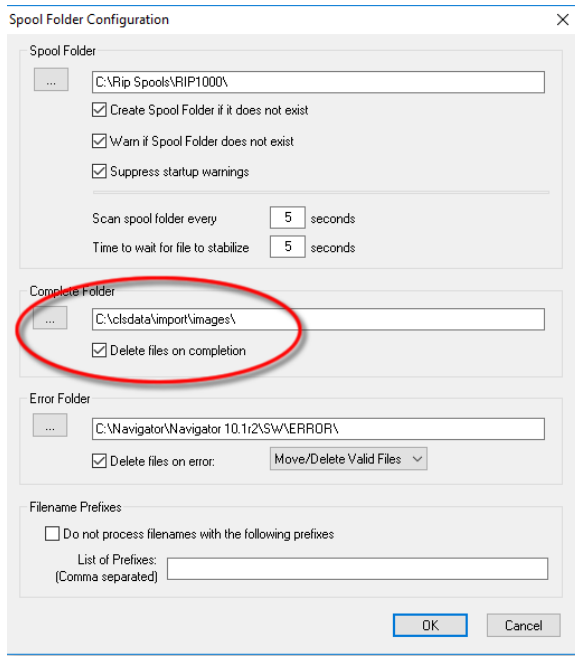 Spool Folder Configuration
Spool Folder
...
C:\Rip Spools\RIP1000\
Create Spool Folder if it does not exist
Warn if Spool Folder does not exist
Suppress startup warnings
Scan spool folder every 5 seconds
Time to wait for file to stabilize 5 seconds
Complete Folder
...
C:\clsdata\import\images\
Delete files on completion
Error Folder
...
C:\Navigator\Navigator 10.1r2\SW\ERROR\
Delete files on error: Move/Delete Valid Files
Filename Prefixes
Do not process filenames with the following prefixes
List of Prefixes:
(Comma separated)
OK Cancel